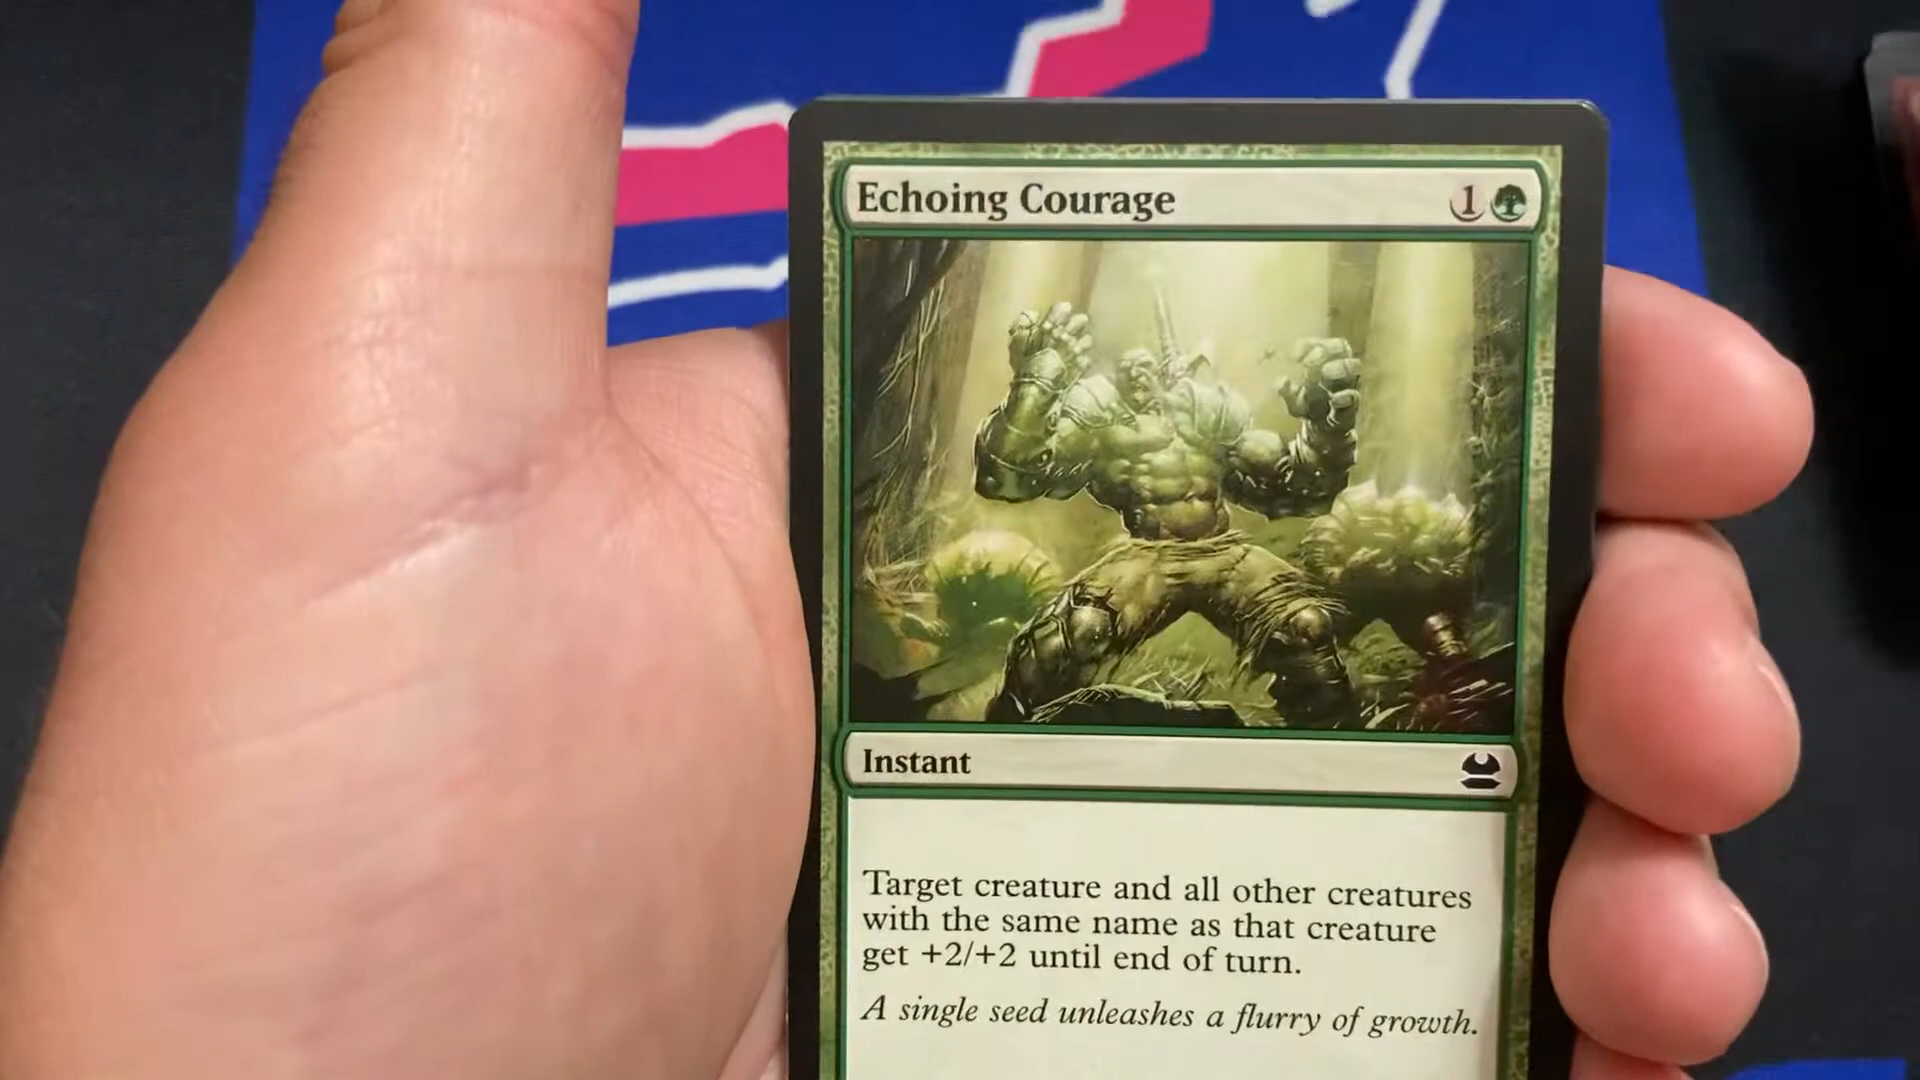 Echoing Courage 1
Instant
Target creature and all other creatures
with the same name as that creature
get +2/+2 until end of turn.
A single seed unleashes a flurry of growth.